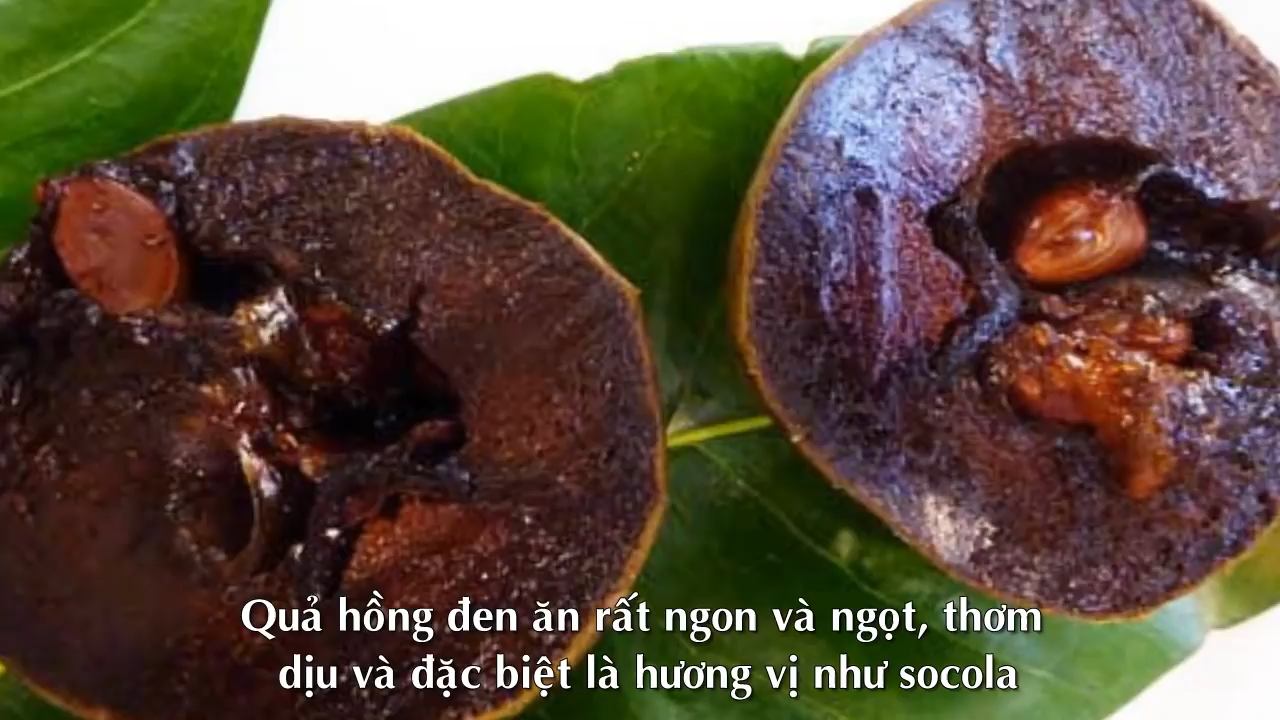 Quả hồng đen ăn rất ngon và ngọt, thơm
dịu và đặc biệt là hương vị như socola